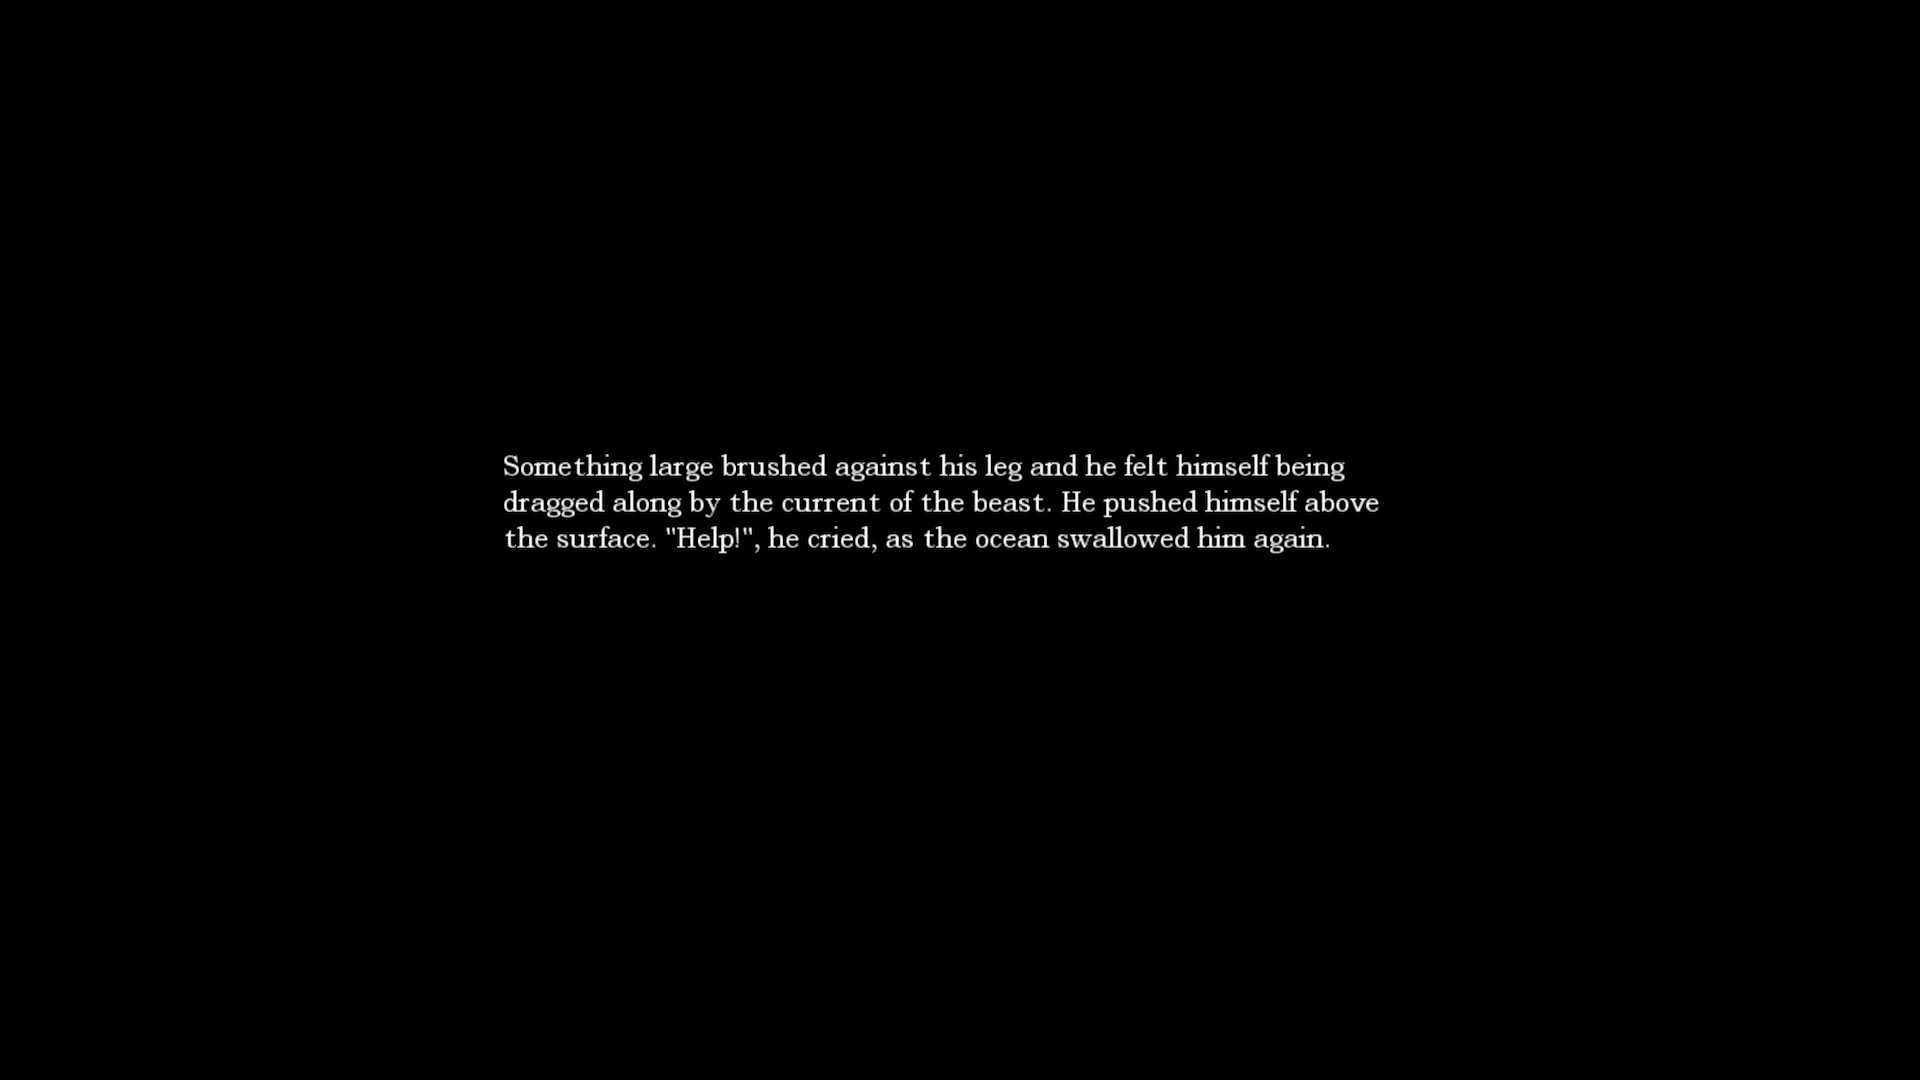 Something large brushed against his leg and he felt himself being
dragged along by the current of the beast. He pushed himself above
the surface. "Help!", he cried, as the ocean swallowed him again.